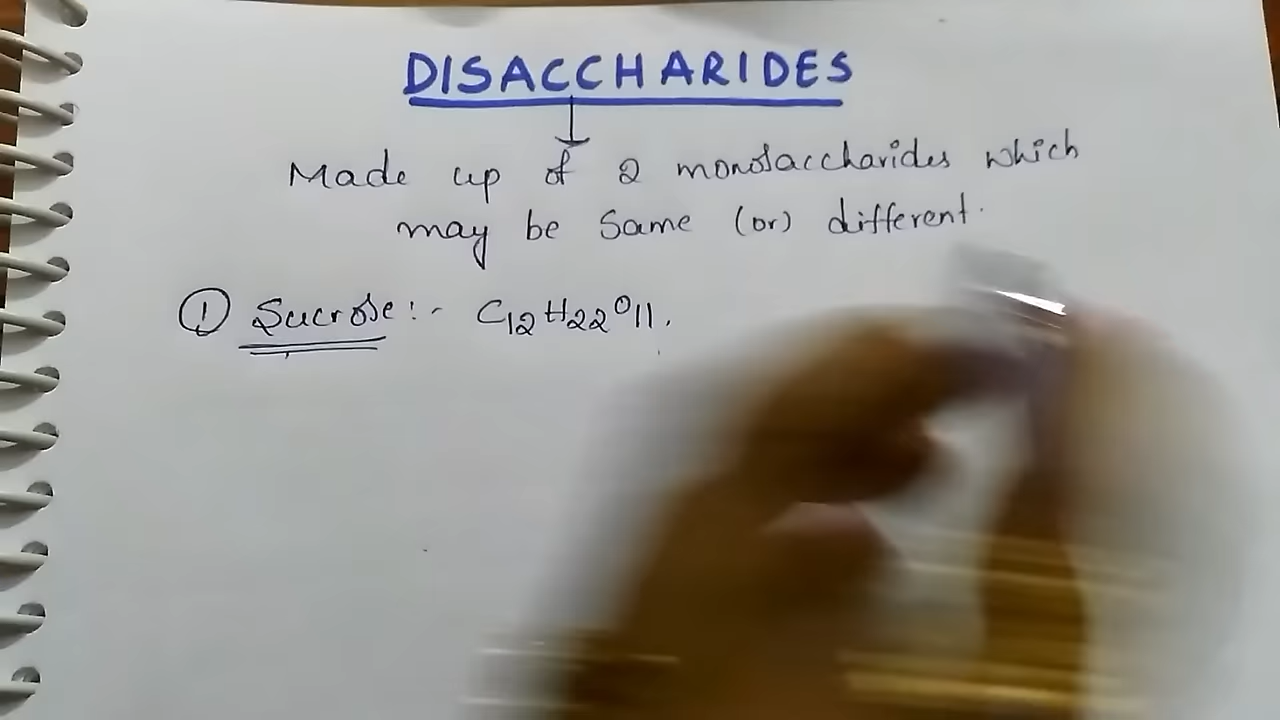 DISACCHARIDES
Made up of 2 monosaccharides which
may be same (or) different.
① Sucrose:- C12H22O11.